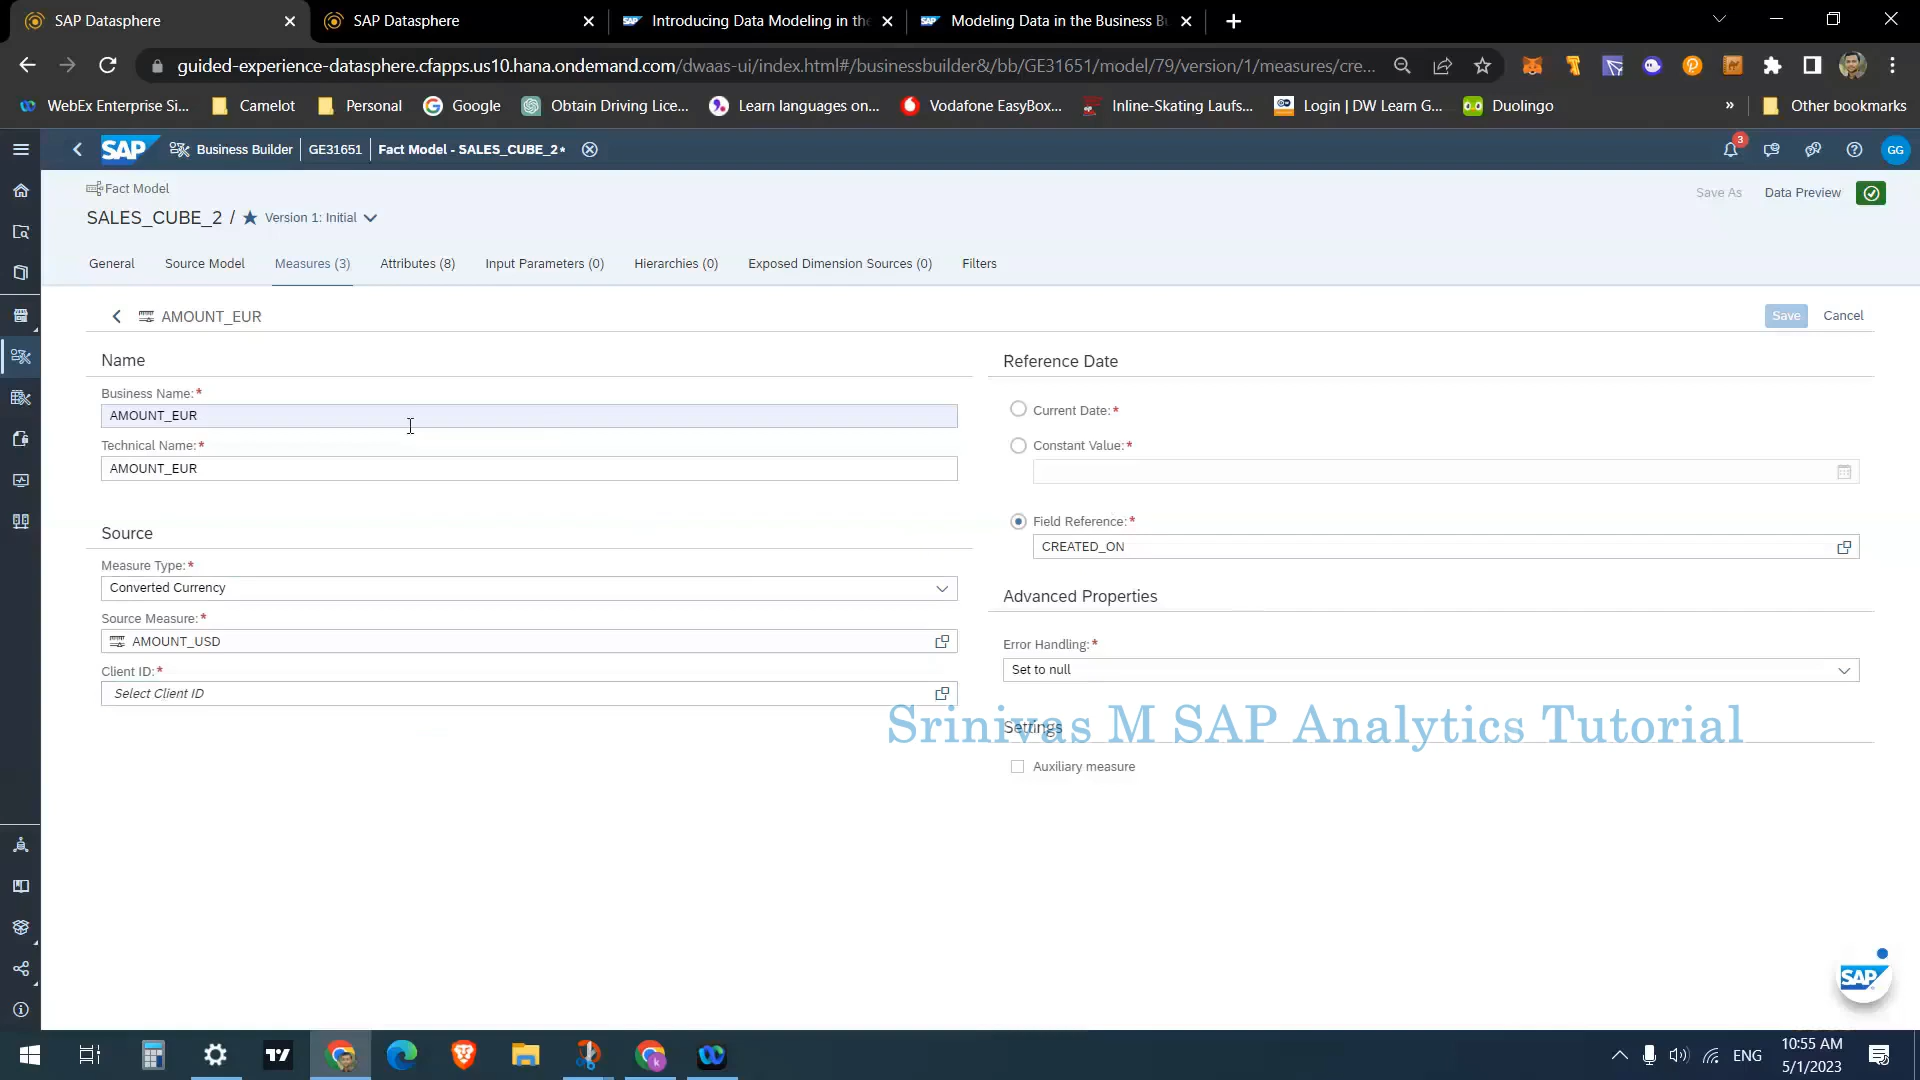 SAP Datasphere
SAP Datasphere
Introducing Data Modeling in the
Modeling Data in the Business B
guided-experience-datasphere.cfapps.us10.hana.ondemand.com/dwaas-ui/index.html#/businessbuilder&/bb/GE31651/model/79/version/1/measures/cre...
WebEx Enterprise Si...
Camelot
Personal
Google
Obtain Driving Lice...
Learn languages on...
Vodafone EasyBox...
Inline-Skating Laufs...
Login | DW Learn G...
Duolingo
»
Other bookmarks
SAP
Business Builder
GE31651
Fact Model - SALES_CUBE_2*
3
GG
Fact Model
SALES_CUBE_2 / Version 1: Initial
Save As
Data Preview
General
Source Model
Measures (3)
Attributes (8)
Input Parameters (0)
Hierarchies (0)
Exposed Dimension Sources (0)
Filters
AMOUNT_EUR
Save
Cancel
Name
Business Name:*
AMOUNT_EUR
Technical Name:*
AMOUNT_EUR
Source
Measure Type:*
Converted Currency
Source Measure:*
AMOUNT_USD
Client ID:*
Select Client ID
Reference Date
Current Date:*
Constant Value:*
Field Reference:*
CREATED_ON
Advanced Properties
Error Handling:*
Set to null
Settings
Srinivas M SAP Analytics Tutorial
Auxiliary measure
SAP
ENG
10:55 AM
5/1/2023